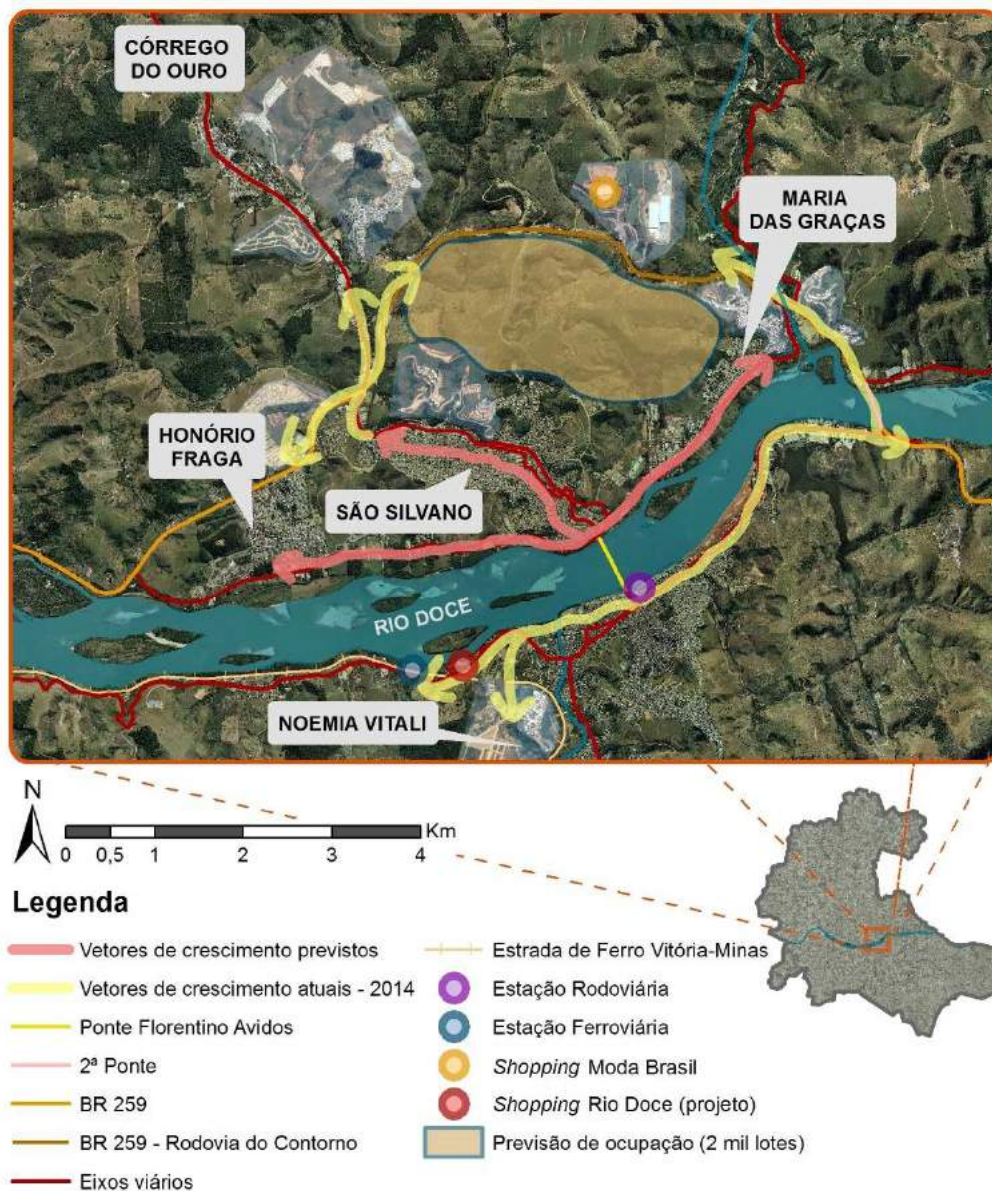 CÓRREGO
DO OURO
MARIA
DAS GRAÇAS
HONÓRIO
FRAGA
SÃO SILVANO
RIO DOCE
NOEMIA VITALI
N
Km
0 0,5 1 2 3 4
Legenda
Vetores de crescimento previstos
Vetores de crescimento atuais - 2014
Ponte Florentino Avidos
2ª Ponte
BR 259
BR 259 - Rodovia do Contorno
Eixos viários
Estrada de Ferro Vitória-Minas
Estação Rodoviária
Estação Ferroviária
Shopping Moda Brasil
Shopping Rio Doce (projeto)
Previsão de ocupação (2 mil lotes)